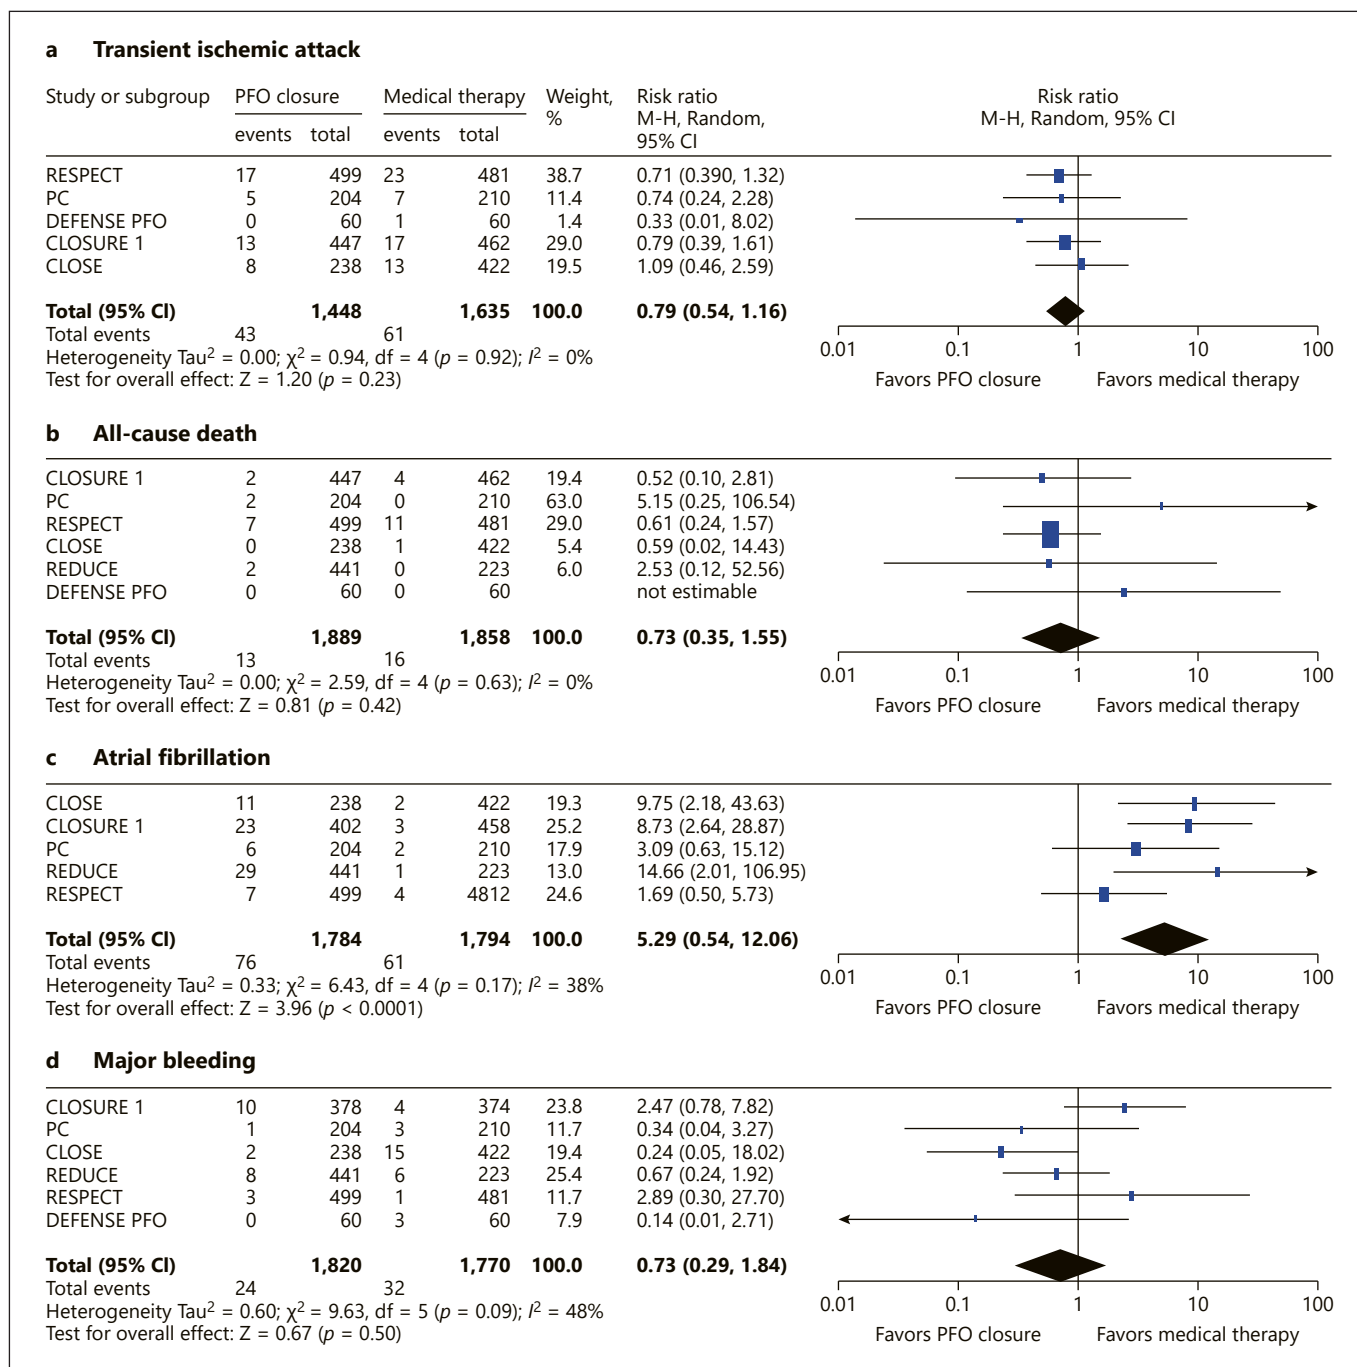 a Transient ischemic attack
Study or subgroup PFO closure Medical therapy Weight, % Risk ratio M-H, Random, 95% CI Risk ratio M-H, Random, 95% CI
events total events total
RESPECT 17 499 23 481 38.7 0.71 (0.390, 1.32)
PC 5 204 7 210 11.4 0.74 (0.24, 2.28)
DEFENSE PFO 0 60 1 60 1.4 0.33 (0.01, 8.02)
CLOSURE 1 13 447 17 462 29.0 0.79 (0.39, 1.61)
CLOSE 8 238 13 422 19.5 1.09 (0.46, 2.59)
Total (95% CI) 1,448 1,635 100.0 0.79 (0.54, 1.16)
Total events 43 61
Heterogeneity Tau² = 0.00; χ² = 0.94, df = 4 (p = 0.92); I² = 0%
Test for overall effect: Z = 1.20 (p = 0.23)
0.01 0.1 1 10 100
Favors PFO closure Favors medical therapy
b All-cause death
CLOSURE 1 2 447 4 462 19.4 0.52 (0.10, 2.81)
PC 2 204 0 210 63.0 5.15 (0.25, 106.54)
RESPECT 7 499 11 481 29.0 0.61 (0.24, 1.57)
CLOSE 0 238 1 422 5.4 0.59 (0.02, 14.43)
REDUCE 2 441 0 223 6.0 2.53 (0.12, 52.56)
DEFENSE PFO 0 60 0 60 not estimable
Total (95% CI) 1,889 1,858 100.0 0.73 (0.35, 1.55)
Total events 13 16
Heterogeneity Tau² = 0.00; χ² = 2.59, df = 4 (p = 0.63); I² = 0%
Test for overall effect: Z = 0.81 (p = 0.42)
0.01 0.1 1 10 100
Favors PFO closure Favors medical therapy
c Atrial fibrillation
CLOSE 11 238 2 422 19.3 9.75 (2.18, 43.63)
CLOSURE 1 23 402 3 458 25.2 8.73 (2.64, 28.87)
PC 6 204 2 210 17.9 3.09 (0.63, 15.12)
REDUCE 29 441 1 223 13.0 14.66 (2.01, 106.95)
RESPECT 7 499 4 4812 24.6 1.69 (0.50, 5.73)
Total (95% CI) 1,784 1,794 100.0 5.29 (0.54, 12.06)
Total events 76 61
Heterogeneity Tau² = 0.33; χ² = 6.43, df = 4 (p = 0.17); I² = 38%
Test for overall effect: Z = 3.96 (p < 0.0001)
0.01 0.1 1 10 100
Favors PFO closure Favors medical therapy
d Major bleeding
CLOSURE 1 10 378 4 374 23.8 2.47 (0.78, 7.82)
PC 1 204 3 210 11.7 0.34 (0.04, 3.27)
CLOSE 2 238 15 422 19.4 0.24 (0.05, 18.02)
REDUCE 8 441 6 223 25.4 0.67 (0.24, 1.92)
RESPECT 3 499 1 481 11.7 2.89 (0.30, 27.70)
DEFENSE PFO 0 60 3 60 7.9 0.14 (0.01, 2.71)
Total (95% CI) 1,820 1,770 100.0 0.73 (0.29, 1.84)
Total events 24 32
Heterogeneity Tau² = 0.60; χ² = 9.63, df = 5 (p = 0.09); I² = 48%
Test for overall effect: Z = 0.67 (p = 0.50)
0.01 0.1 1 10 100
Favors PFO closure Favors medical therapy